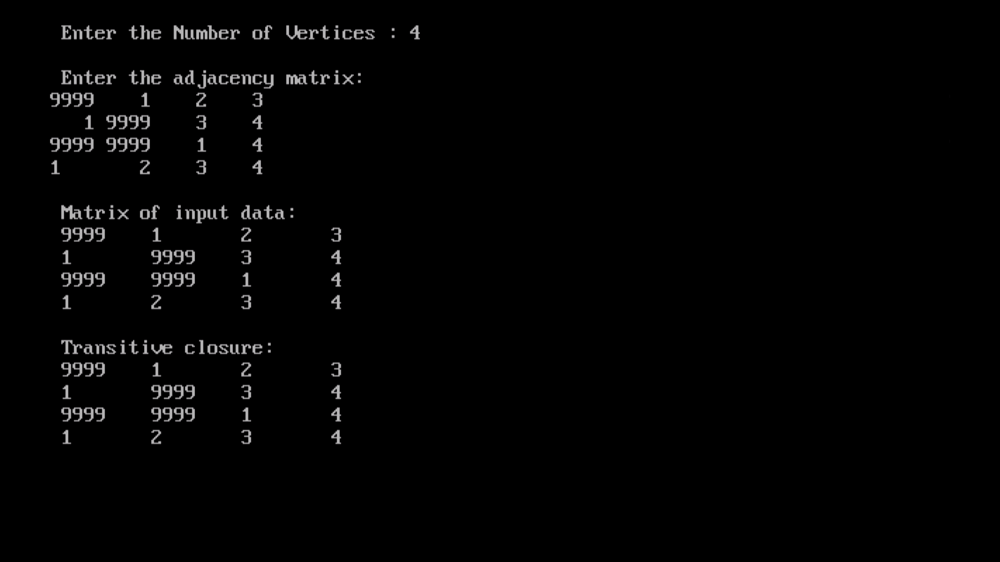 Enter the Number of Vertices : 4
Enter the adjacency matrix:
9999 1 2 3
1 9999 3 4
9999 9999 1 4
1 2 3 4
Matrix of input data:
9999 1 2 3
1 9999 3 4
9999 9999 1 4
1 2 3 4
Transitive closure:
9999 1 2 3
1 9999 3 4
9999 9999 1 4
1 2 3 4